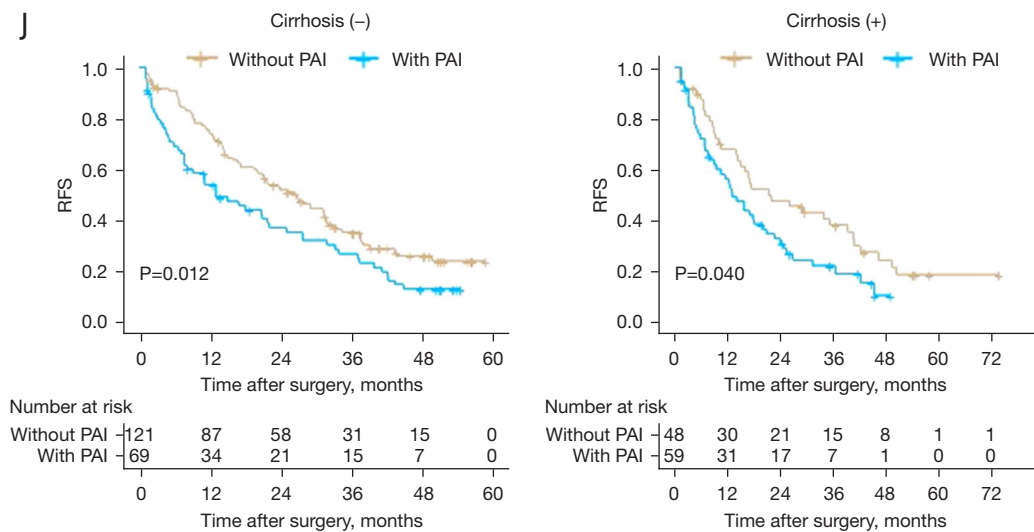 J
Cirrhosis (–)
Without PAI With PAI
1.0
0.8
0.6
0.4
0.2
0.0
RFS
P=0.012
0 12 24 36 48 60
Time after surgery, months
Number at risk
Without PAI 121 87 58 31 15 0
With PAI 69 34 21 15 7 0
0 12 24 36 48 60
Time after surgery, months
Cirrhosis (+)
Without PAI With PAI
1.0
0.8
0.6
0.4
0.2
0.0
RFS
P=0.040
0 12 24 36 48 60 72
Time after surgery, months
Number at risk
Without PAI 48 30 21 15 8 1 1
With PAI 59 31 17 7 1 0 0
0 12 24 36 48 60 72
Time after surgery, months